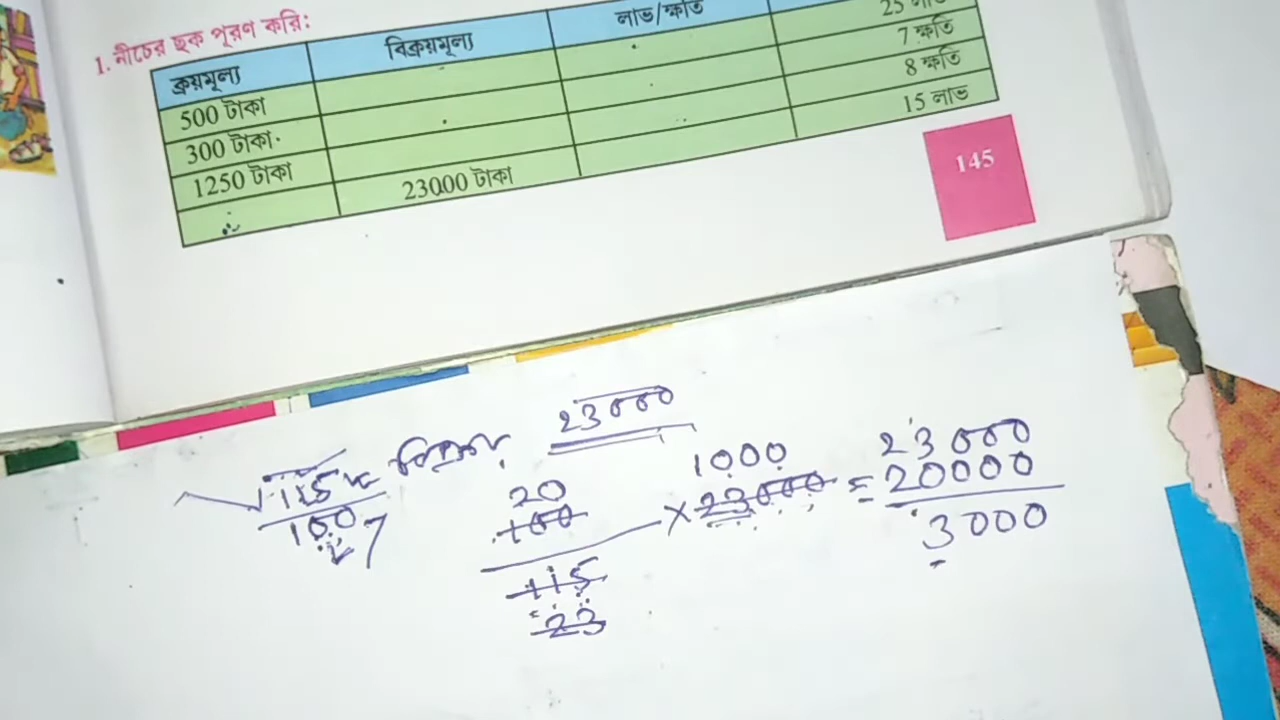 1. নীচের ছক পূরণ করি:
ক্রয়মূল্য বিক্রয়মূল্য লাভ/ক্ষতি 25 লাভ
500 টাকা 7 ক্ষতি
300 টাকা 8 ক্ষতি
1250 টাকা 23000 টাকা 15 লাভ
145
23000
115
100
20
100
115
23
1000
× 23000 =
23000
20000
3000